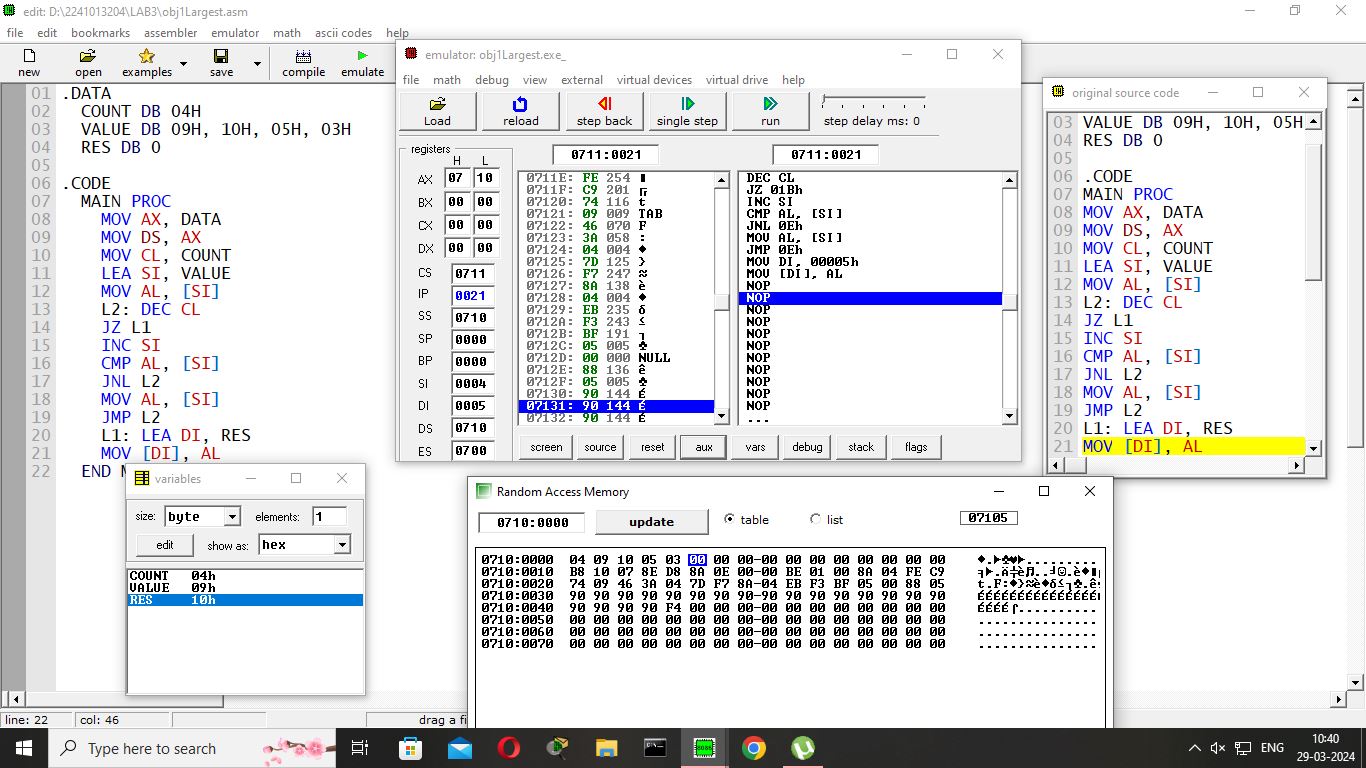 edit: D:\2241013204\LAB3\obj1Largest.asm
file edit bookmarks assembler emulator math ascii codes help
new open examples save compile emulate
01 .DATA
02 COUNT DB 04H
03 VALUE DB 09H, 10H, 05H, 03H
04 RES DB 0
05
06 .CODE
07 MAIN PROC
08 MOV AX, DATA
09 MOV DS, AX
10 MOV CL, COUNT
11 LEA SI, VALUE
12 MOV AL, [SI]
13 L2: DEC CL
14 JZ L1
15 INC SI
16 CMP AL, [SI]
17 JNL L2
18 MOV AL, [SI]
19 JMP L2
20 L1: LEA DI, RES
21 MOV [DI], AL
22 END M
emulator: obj1Largest.exe_
file math debug view external virtual devices virtual drive help
Load reload step back single step run step delay ms: 0
registers
H L
AX 07 10
BX 00 00
CX 00 00
DX 00 00
CS 0711
IP 0021
SS 0710
SP 0000
BP 0000
SI 0004
DI 0005
DS 0710
ES 0700
0711:0021 0711:0021
0711E: FE 254
0711F: C9 201
07120: 74 116 t
07121: 09 009 TAB
07122: 46 070 F
07123: 3A 058 :
07124: 04 004 ♦
07125: 7D 125 }
07126: F7 247 ≈
07127: 8A 138 è
07128: 04 004 ♦
07129: EB 235 δ
0712A: F3 243 ≤
0712B: BF 191 ┐
0712C: 05 005 ♣
0712D: 00 000 NULL
0712E: 88 136 ê
0712F: 05 005 ♣
07130: 90 144 É
07131: 90 144 É
07132: 90 144 É
DEC CL
JZ 01Bh
INC SI
CMP AL, [SI]
JNL 0Eh
MOV AL, [SI]
JMP 0Eh
MOV DI, 00005h
MOV [DI], AL
NOP
NOP
NOP
NOP
NOP
NOP
NOP
NOP
NOP
NOP
NOP
...
screen source reset aux vars debug stack flags
original source code
03 VALUE DB 09H, 10H, 05H
04 RES DB 0
05
06 .CODE
07 MAIN PROC
08 MOV AX, DATA
09 MOV DS, AX
10 MOV CL, COUNT
11 LEA SI, VALUE
12 MOV AL, [SI]
13 L2: DEC CL
14 JZ L1
15 INC SI
16 CMP AL, [SI]
17 JNL L2
18 MOV AL, [SI]
19 JMP L2
20 L1: LEA DI, RES
21 MOV [DI], AL
variables
size: byte elements: 1
edit show as: hex
COUNT 04h
VALUE 09h
RES 10h
Random Access Memory
0710:0000 update table list 07105
0710:0000 04 09 10 05 03 00 00 00-00 00 00 00 00 00 00 00
0710:0010 B8 10 07 8E D8 8A 0E 00-00 BE 01 00 8A 04 FE C9
0710:0020 74 09 46 3A 04 7D F7 8A-04 EB F3 BF 05 00 88 05
0710:0030 90 90 90 90 90 90 90 90-90 90 90 90 90 90 90 90
0710:0040 90 90 90 90 F4 00 00 00-00 00 00 00 00 00 00 00
0710:0050 00 00 00 00 00 00 00 00-00 00 00 00 00 00 00 00
0710:0060 00 00 00 00 00 00 00 00-00 00 00 00 00 00 00 00
0710:0070 00 00 00 00 00 00 00 00-00 00 00 00 00 00 00 00
line: 22 col: 46 drag a fi
Type here to search
ENG
10:40
29-03-2024